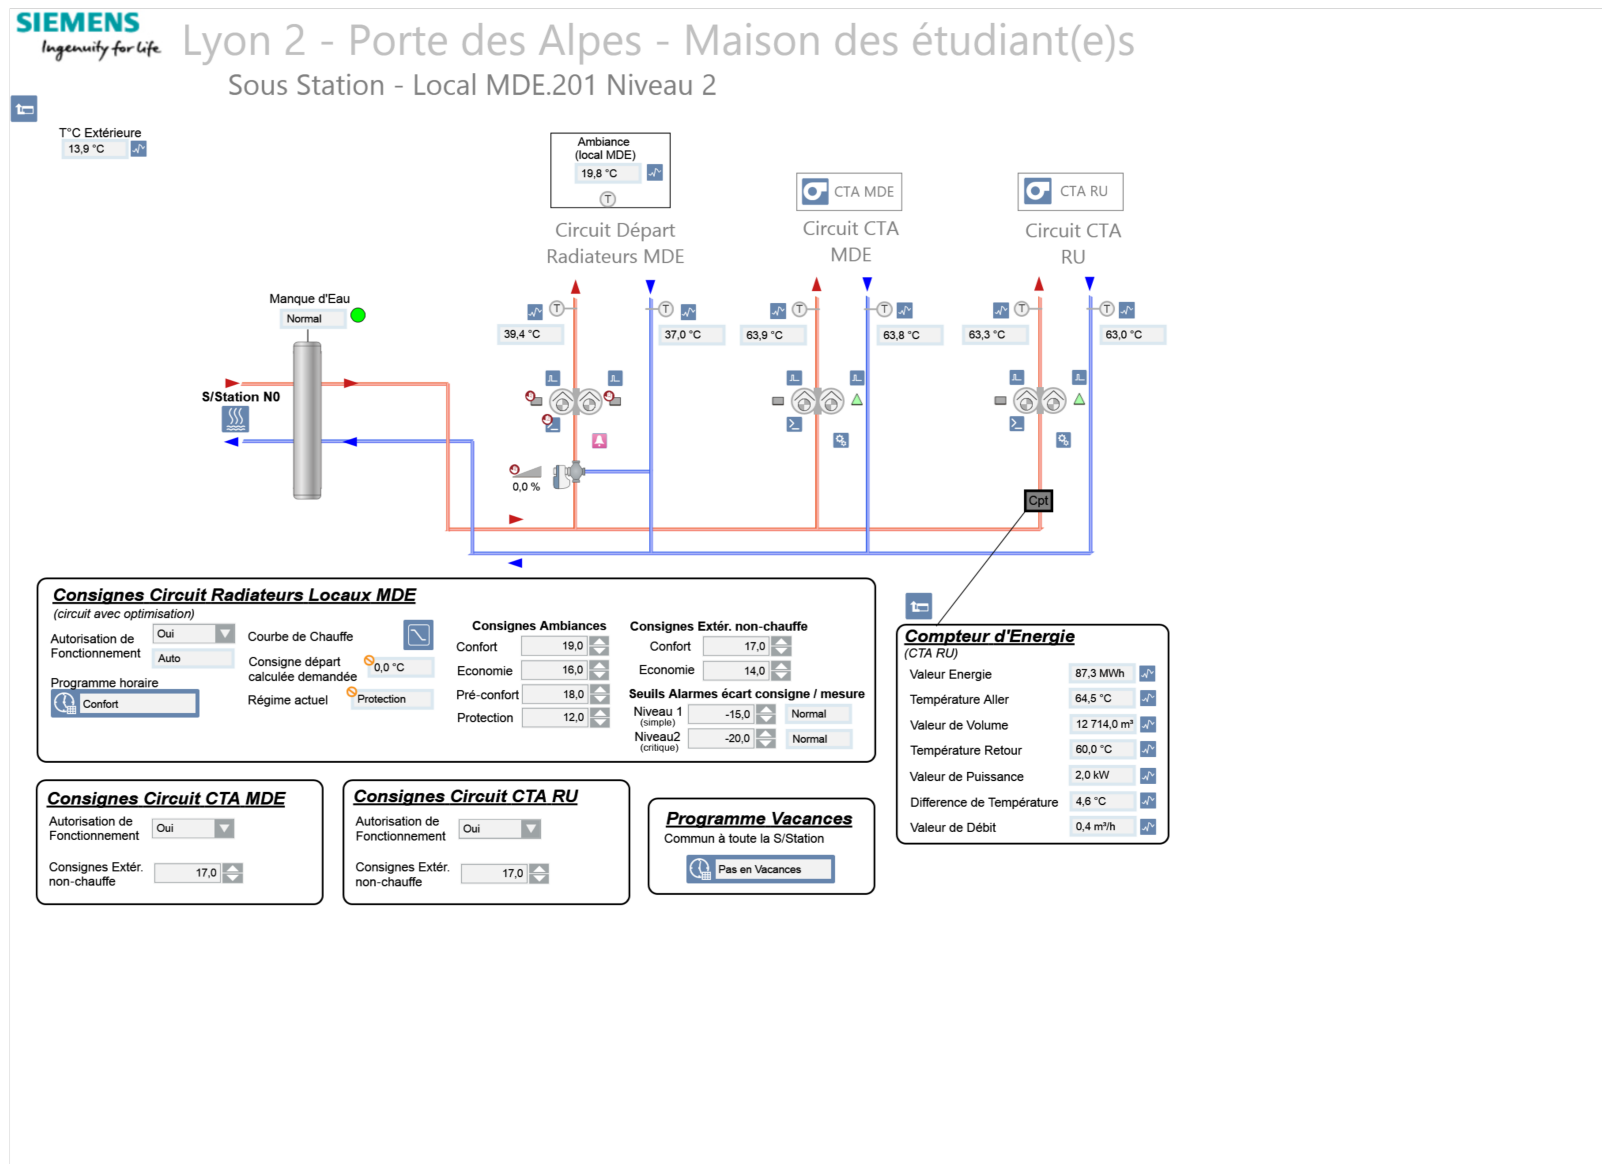 SIEMENS
Ingenuity for life
Lyon 2 - Porte des Alpes - Maison des étudiant(e)s
Sous Station - Local MDE.201 Niveau 2
T°C Extérieure
13,9 °C
Ambiance
(local MDE)
19,8 °C
T
CTA MDE
CTA RU
Circuit Départ
Radiateurs MDE
Circuit CTA
MDE
Circuit CTA
RU
Manque d'Eau
Normal
T
T
T
T
T
T
39,4 °C
37,0 °C
63,9 °C
63,8 °C
63,3 °C
63,0 °C
S/Station N0
0,0 %
Cpt
Consignes Circuit Radiateurs Locaux MDE
(circuit avec optimisation)
Autorisation de
Fonctionnement
Oui
Auto
Programme horaire
Confort
Courbe de Chauffe
Consigne départ
calculée demandée
0,0 °C
Régime actuel
Protection
Consignes Ambiances
Confort
19,0
Economie
16,0
Pré-confort
18,0
Protection
12,0
Consignes Extér. non-chauffe
Confort
17,0
Economie
14,0
Seuils Alarmes écart consigne / mesure
Niveau 1
(simple)
-15,0
Normal
Niveau2
(critique)
-20,0
Normal
Compteur d'Energie
(CTA RU)
Valeur Energie
87,3 MWh
Température Aller
64,5 °C
Valeur de Volume
12 714,0 m³
Température Retour
60,0 °C
Valeur de Puissance
2,0 kW
Difference de Température
4,6 °C
Valeur de Débit
0,4 m³/h
Consignes Circuit CTA MDE
Autorisation de
Fonctionnement
Oui
Consignes Extér.
non-chauffe
17,0
Consignes Circuit CTA RU
Autorisation de
Fonctionnement
Oui
Consignes Extér.
non-chauffe
17,0
Programme Vacances
Commun à toute la S/Station
Pas en Vacances